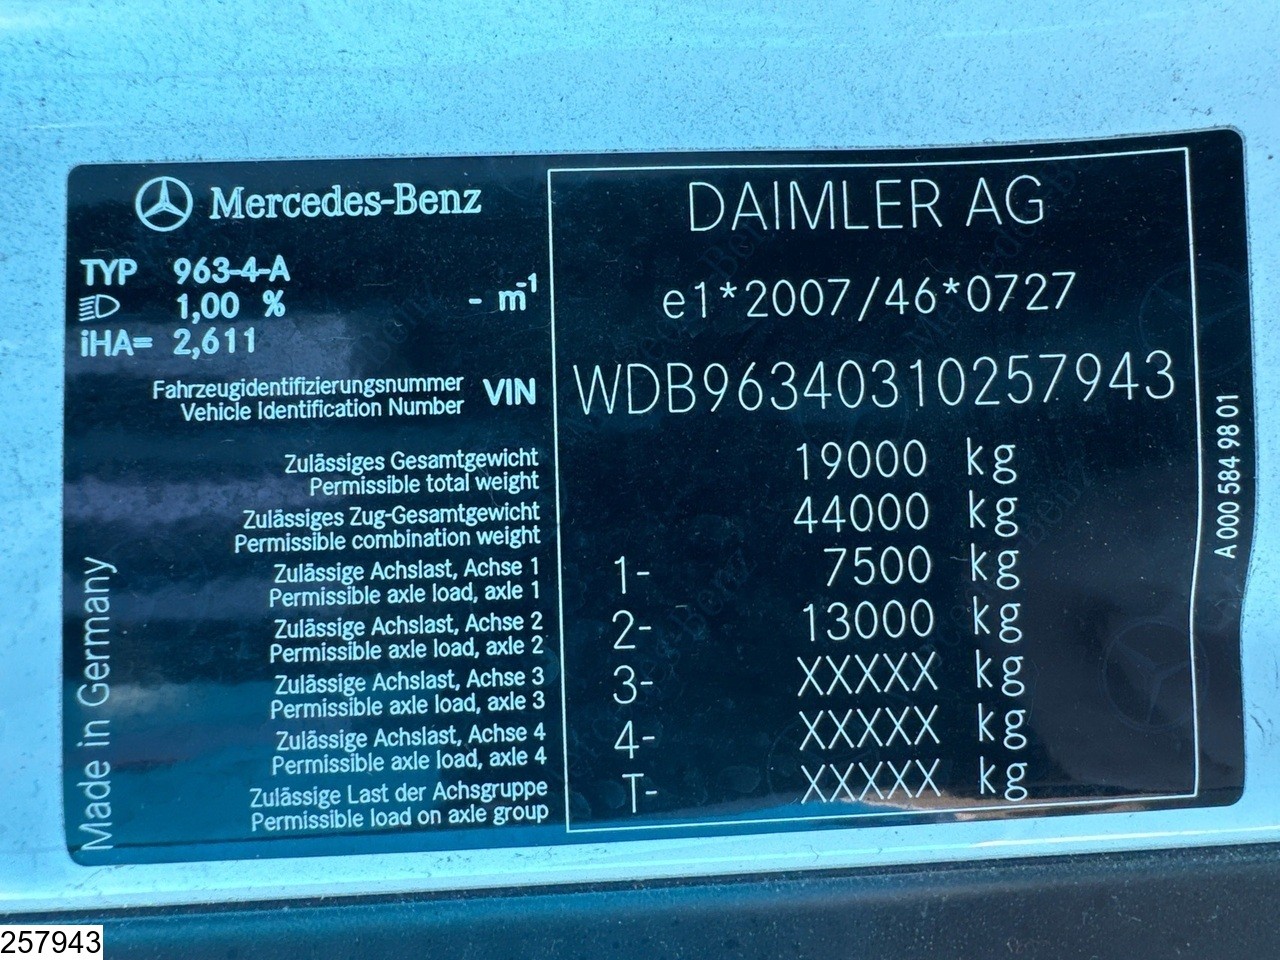 Mercedes-Benz
TYP 963-4-A
1,00 % - m-1
iHA= 2,611
Fahrzeugidentifizierungsnummer
Vehicle Identification Number
VIN
DAIMLER AG
e1*2007/46*0727
WDB96340310257943
Zulässiges Gesamtgewicht
Permissible total weight
19000 kg
Zulässiges Zug-Gesamtgewicht
Permissible combination weight
44000 kg
Zulässige Achslast, Achse 1
Permissible axle load, axle 1
1- 7500 kg
Zulässige Achslast, Achse 2
Permissible axle load, axle 2
2- 13000 kg
Zulässige Achslast, Achse 3
Permissible axle load, axle 3
3- XXXXX kg
Zulässige Achslast, Achse 4
Permissible axle load, axle 4
4- XXXXX kg
Zulässige Last der Achsgruppe
Permissible load on axle group
T- XXXXX kg
Made in Germany
A 000 584 98 01
257943